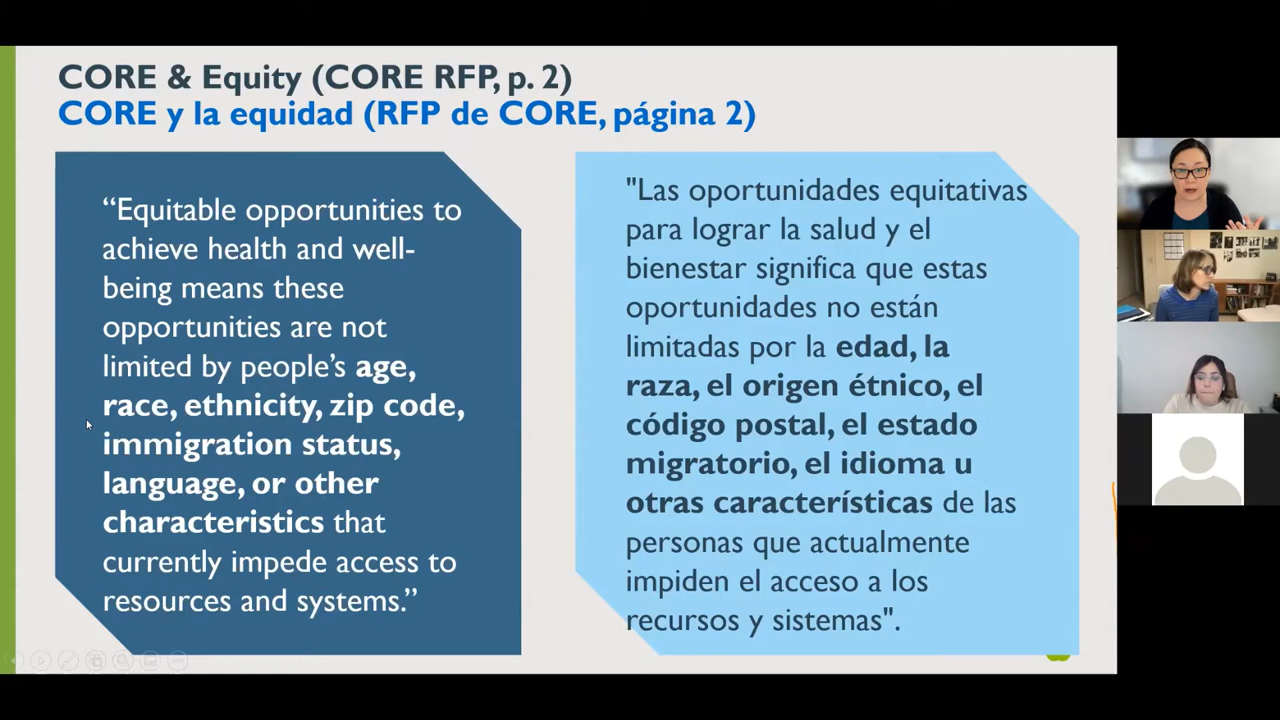 CORE & Equity (CORE RFP, p. 2)
CORE y la equidad (RFP de CORE, página 2)
“Equitable opportunities to
achieve health and well-
being means these
opportunities are not
limited by people’s age,
race, ethnicity, zip code,
immigration status,
language, or other
characteristics that
currently impede access to
resources and systems.”
"Las oportunidades equitativas
para lograr la salud y el
bienestar significa que estas
oportunidades no están
limitadas por la edad, la
raza, el origen étnico, el
código postal, el estado
migratorio, el idioma u
otras características de las
personas que actualmente
impiden el acceso a los
recursos y sistemas".